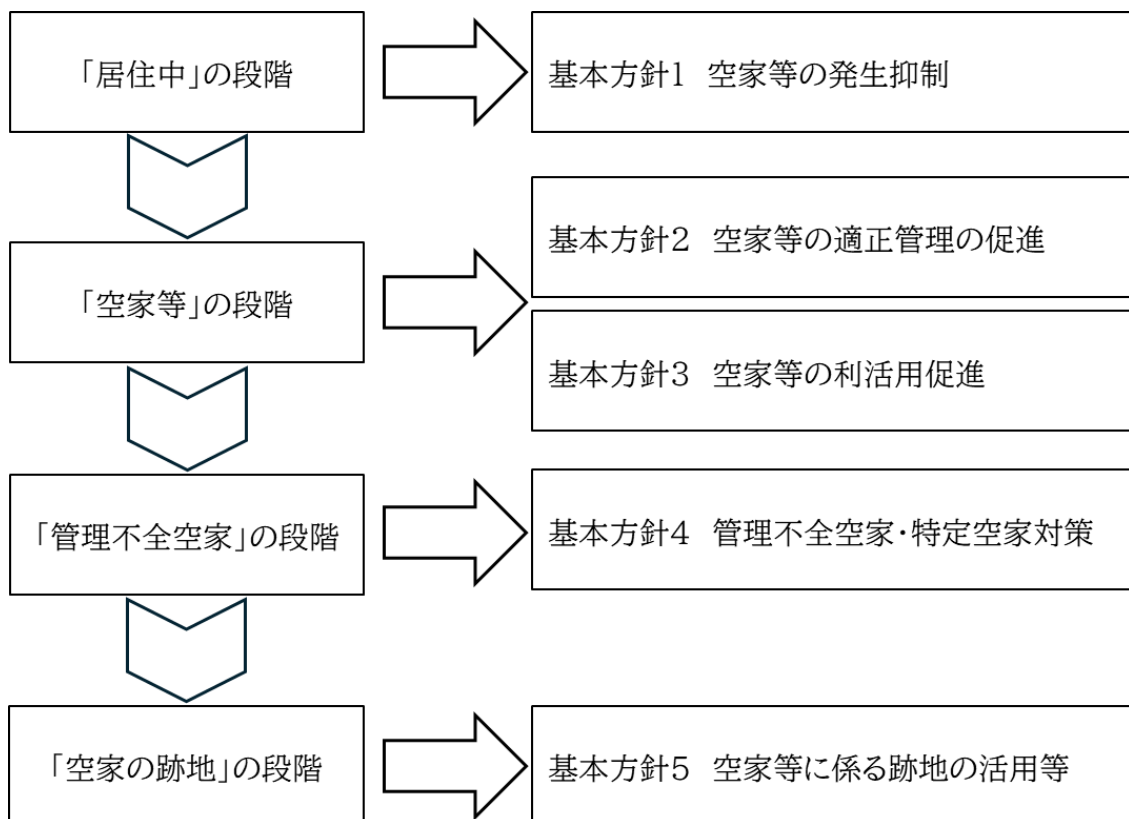 「居住中」の段階
基本方針1 空家等の発生抑制
「空家等」の段階
基本方針2 空家等の適正管理の促進
基本方針3 空家等の利活用促進
「管理不全空家」の段階
基本方針4 管理不全空家・特定空家対策
「空家の跡地」の段階
基本方針5 空家等に係る跡地の活用等